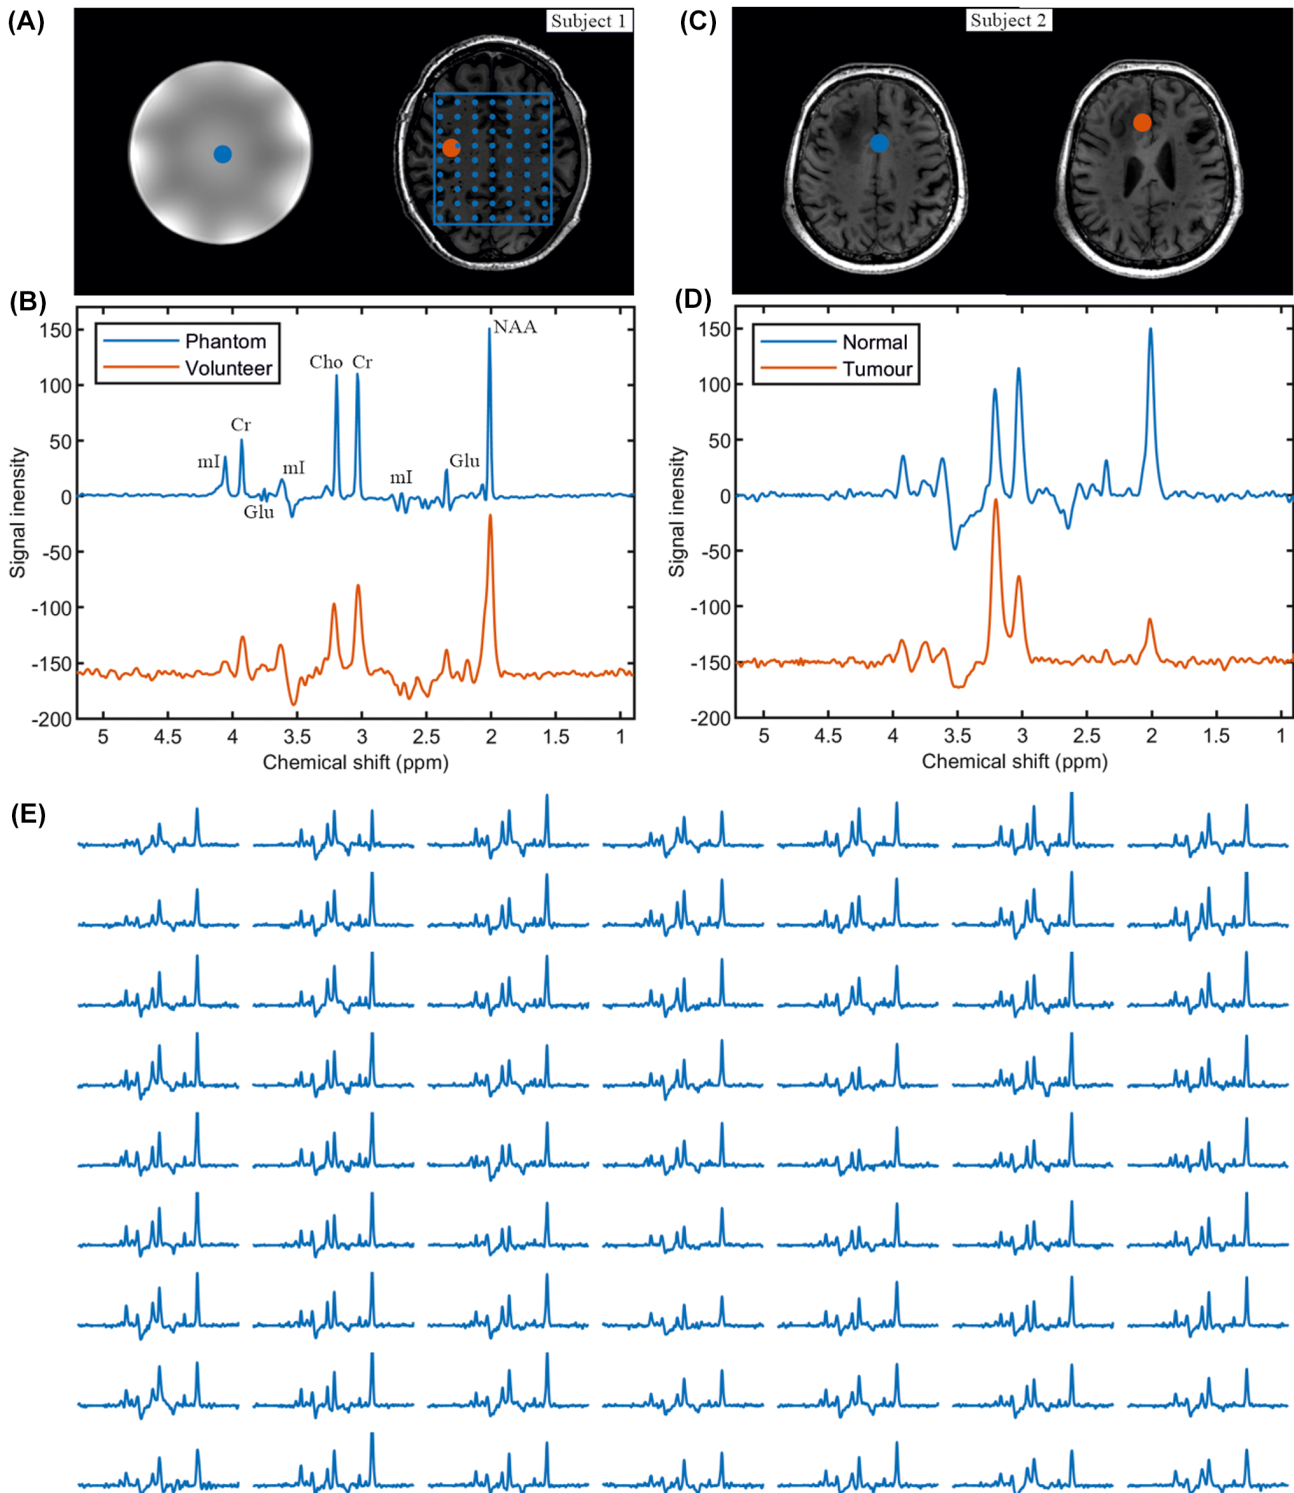 (A)
Subject 1
(C)
Subject 2
(B)
150
100
50
0
-50
-100
-150
-200
Signal inensity
Phantom
Volunteer
NAA
Cho
Cr
Cr
mI
mI
Glu
mI
Glu
5
4.5
4
3.5
3
2.5
2
1.5
1
Chemical shift (ppm)
(D)
150
100
50
0
-50
-100
-150
-200
Signal inensity
Normal
Tumour
5
4.5
4
3.5
3
2.5
2
1.5
1
Chemical shift (ppm)
(E)